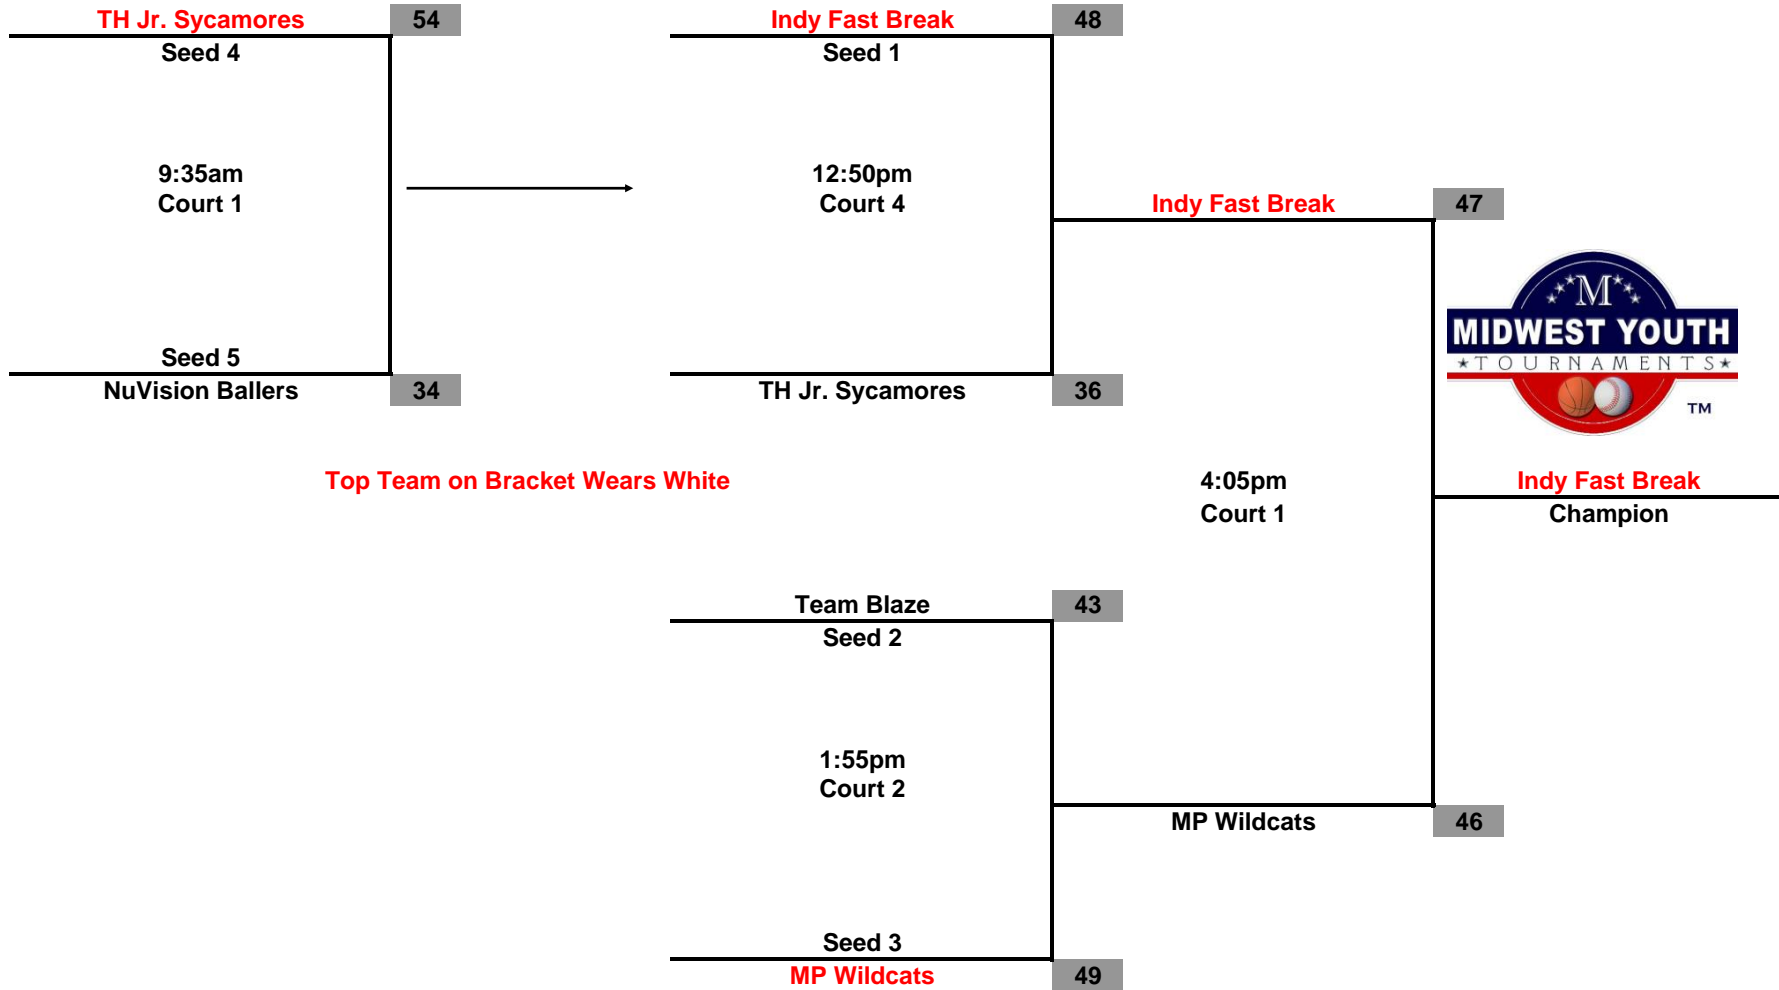 TH Jr. Sycamores 54
Seed 4
9:35am
Court 1
Seed 5
NuVision Ballers 34
Indy Fast Break 48
Seed 1
12:50pm
Court 4
TH Jr. Sycamores 36
Top Team on Bracket Wears White
Team Blaze 43
Seed 2
1:55pm
Court 2
Seed 3
MP Wildcats 49
Indy Fast Break 47
4:05pm
Court 1
MP Wildcats 46
M
MIDWEST YOUTH
TOURNAMENTS
TM
Indy Fast Break
Champion